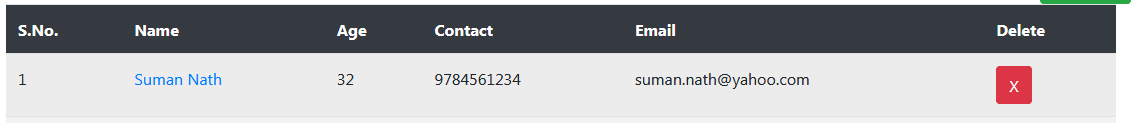 S.No. Name Age Contact Email Delete
1 Suman Nath 32 9784561234 suman.nath@yahoo.com X